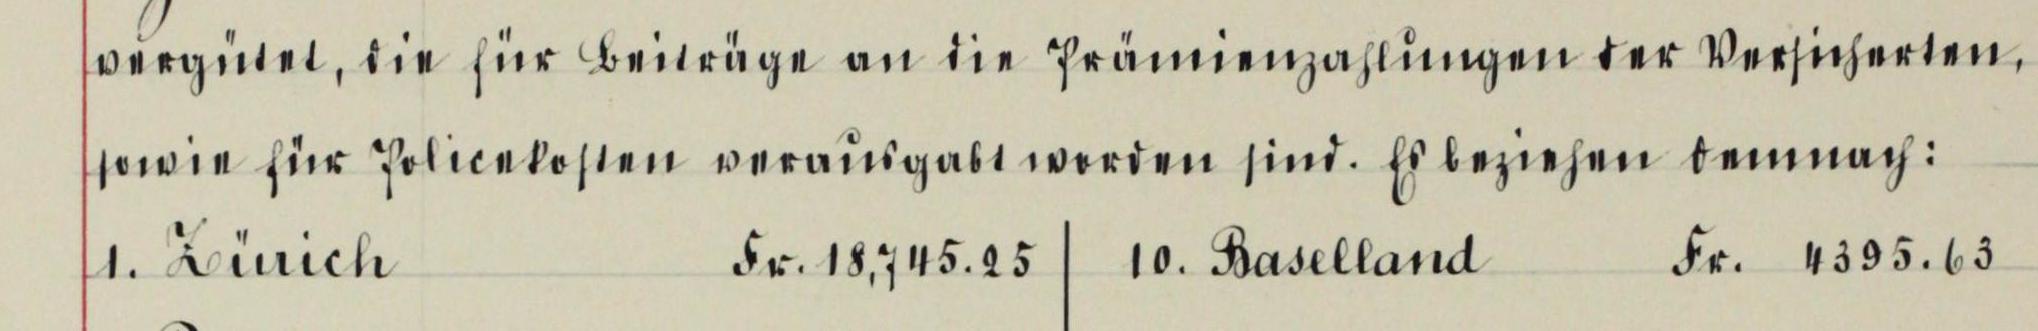 vergütet, die für Beiträge an die Prämienzahlungen der Versicherten,
sowie für Policekosten verausgabt worden sind. Es beziehen demnach:
1. Zürich Fr. 18,745.25 10. Baselland Fr. 4395.63